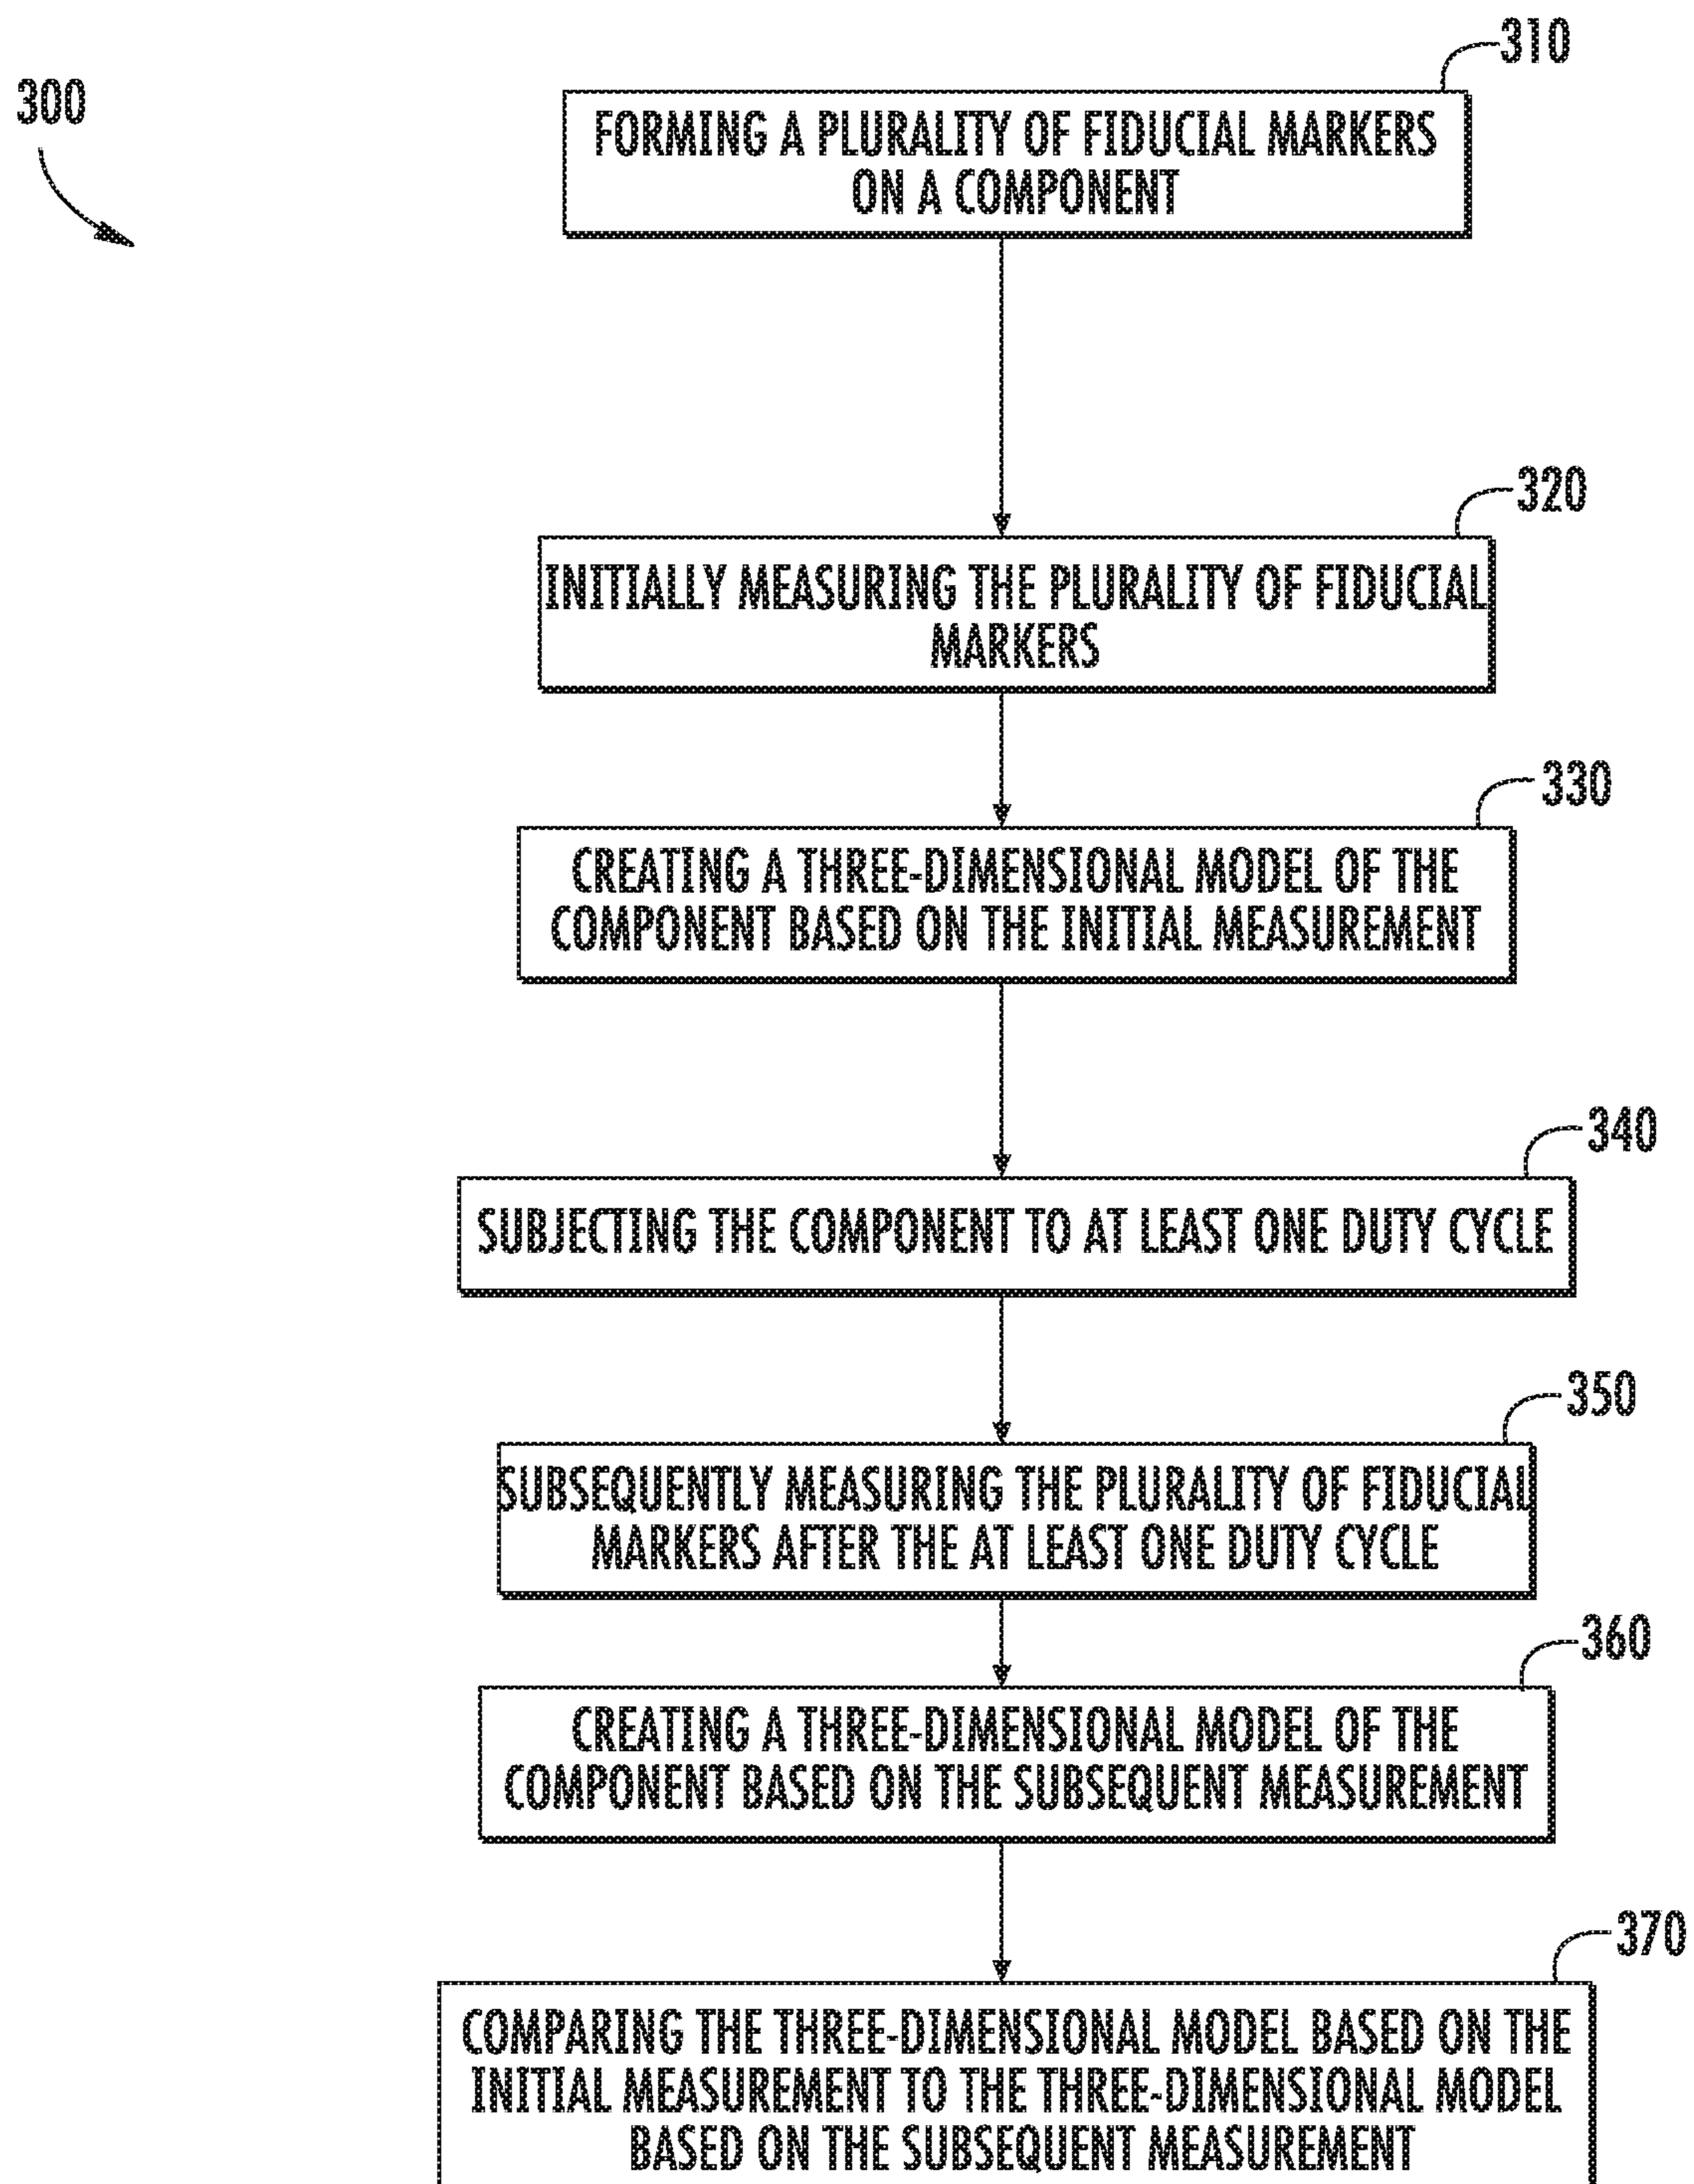 310
300
FORMING A PLURALITY OF FIDUCIAL MARKERS
ON A COMPONENT
320
INITIALLY MEASURING THE PLURALITY OF FIDUCIAL
MARKERS
330
CREATING A THREE-DIMENSIONAL MODEL OF THE
COMPONENT BASED ON THE INITIAL MEASUREMENT
340
SUBJECTING THE COMPONENT TO AT LEAST ONE DUTY CYCLE
350
SUBSEQUENTLY MEASURING THE PLURALITY OF FIDUCIAL
MARKERS AFTER THE AT LEAST ONE DUTY CYCLE
360
CREATING A THREE-DIMENSIONAL MODEL OF THE
COMPONENT BASED ON THE SUBSEQUENT MEASUREMENT
370
COMPARING THE THREE-DIMENSIONAL MODEL BASED ON THE
INITIAL MEASUREMENT TO THE THREE-DIMENSIONAL MODEL
BASED ON THE SUBSEQUENT MEASUREMENT